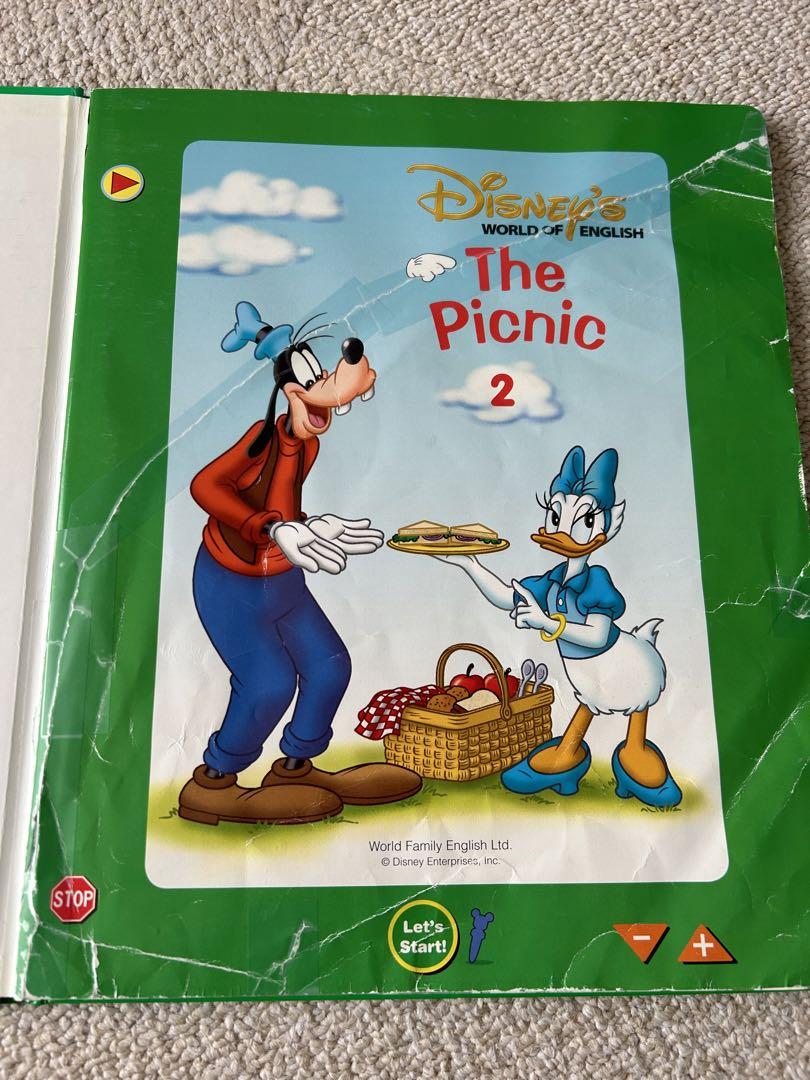 DISNEY'S
WORLD OF ENGLISH
The
Picnic
2
World Family English Ltd.
© Disney Enterprises, Inc.
STOP
Let's
Start!
- +